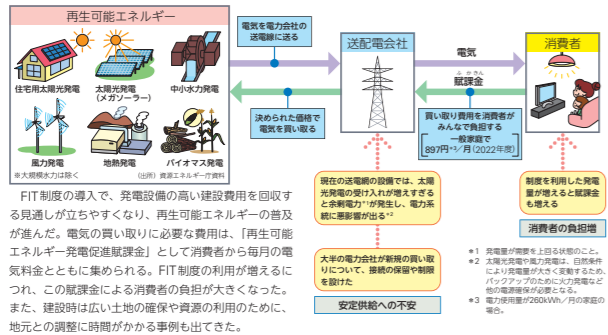 再生可能エネルギー
住宅用太陽光発電
太陽光発電
(メガソーラー)
中小水力発電
風力発電
地熱発電
バイオマス発電
※大規模水力は除く
(出所)資源エネルギー庁資料
電気を電力会社の
送電線に送る
決められた価格で
電気を買い取る
送配電会社
電気
ふ か きん
賦課金
消費者
買い取り費用を消費者が
みんなで負担する
一般家庭で
897円*³/月(2022年度)
現在の送電網の設備では、太陽
光発電の受け入れが増えすぎる
と余剰電力*¹が発生し、電力系統
に悪影響が出る*²
大半の電力会社が新規の買い取
りについて、接続の保留や制限
を設けた
安定供給への不安
制度を利用した発電
量が増えると賦課金
も増える
消費者の負担増
FIT制度の導入で、発電設備の高い建設費用を回収す
る見通しが立ちやすくなり、再生可能エネルギーの普及
が進んだ。電気の買い取りに必要な費用は、「再生可能
エネルギー発電促進賦課金」として消費者から毎月の電
気料金とともに集められる。FIT制度の利用が増えるに
つれ、この賦課金による消費者の負担が大きくなった。
また、建設時は広い土地の確保や資源の利用のために、
地元との調整に時間がかかる事例も出てきた。
*1 発電量が需要を上回る状態のこと。
*2 太陽光発電や風力発電は、自然条件
により発電量が大きく変動するため、
バックアップのために火力発電など
他の電源確保が必要となる。
*3 電力使用量が260kWh/月の家庭の
場合。